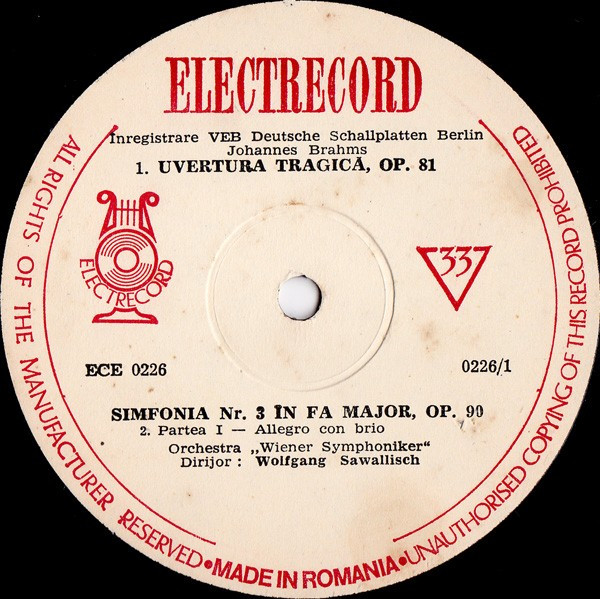 ELECTRECORD
Inregistrare VEB Deutsche Schallplatten Berlin
Johannes Brahms
1. UVERTURA TRAGICĂ, OP. 81
ELECTRECORD
33
ECE 0226
0226/1
SIMFONIA Nr. 3 ÎN FA MAJOR, OP. 90
2. Partea I — Allegro con brio
Orchestra „Wiener Symphoniker“
Dirijor : Wolfgang Sawallisch
ALL RIGHTS OF THE MANUFACTURER RESERVED • MADE IN ROMANIA • UNAUTHORISED COPYING OF THIS RECORD PROHIBITED